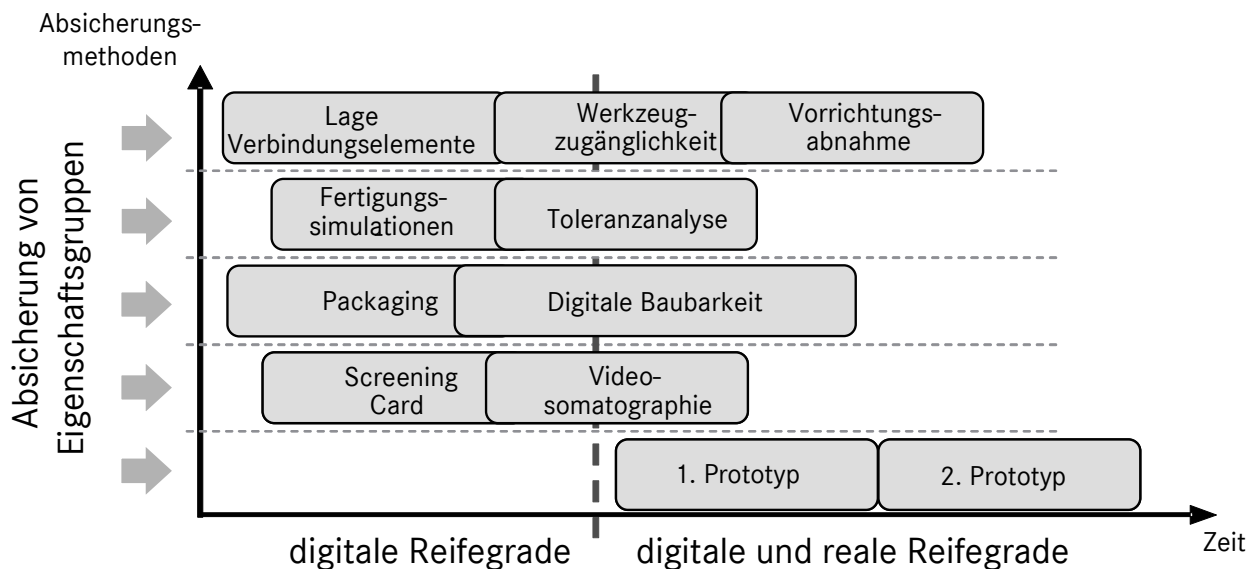 Absicherungs-
methoden
Absicherung von
Eigenschaftsgruppen
Lage
Verbindungselemente
Werkzeug-
zugänglichkeit
Vorrichtungs-
abnahme
Fertigungs-
simulationen
Toleranzanalyse
Packaging
Digitale Baubarkeit
Screening
Card
Video-
somatographie
1. Prototyp
2. Prototyp
digitale Reifegrade
digitale und reale Reifegrade
Zeit